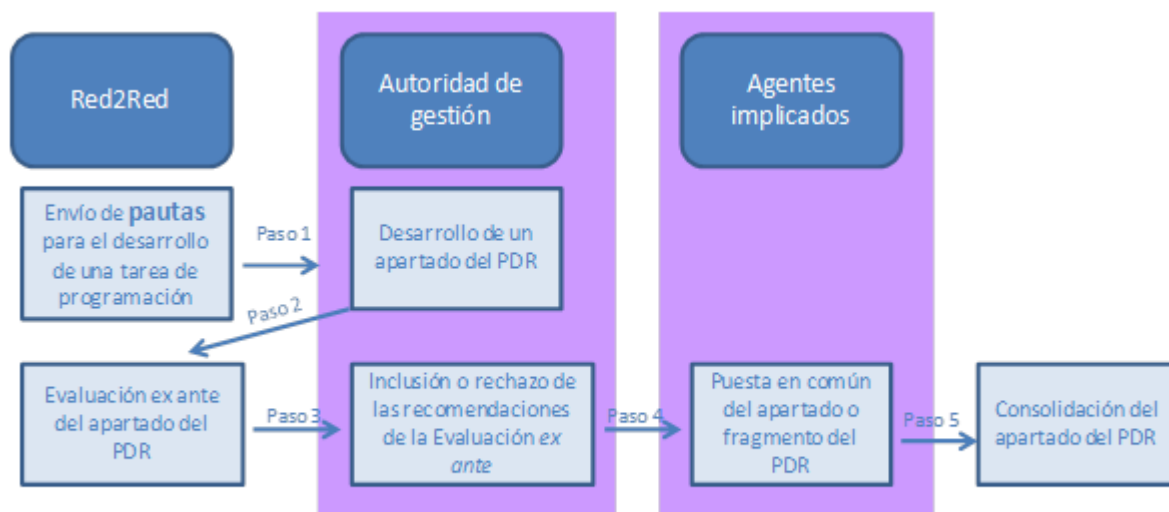 Red2Red
Autoridad de
gestión
Agentes
implicados
Envío de pautas
para el desarrollo
de una tarea de
programación
Paso 1
Desarrollo de un
apartado del PDR
Paso 2
Evaluación ex ante
del apartado del
PDR
Paso 3
Inclusión o rechazo de
las recomendaciones
de la Evaluación ex
ante
Paso 4
Puesta en común
del apartado o
fragmento del
PDR
Paso 5
Consolidación del
apartado del PDR